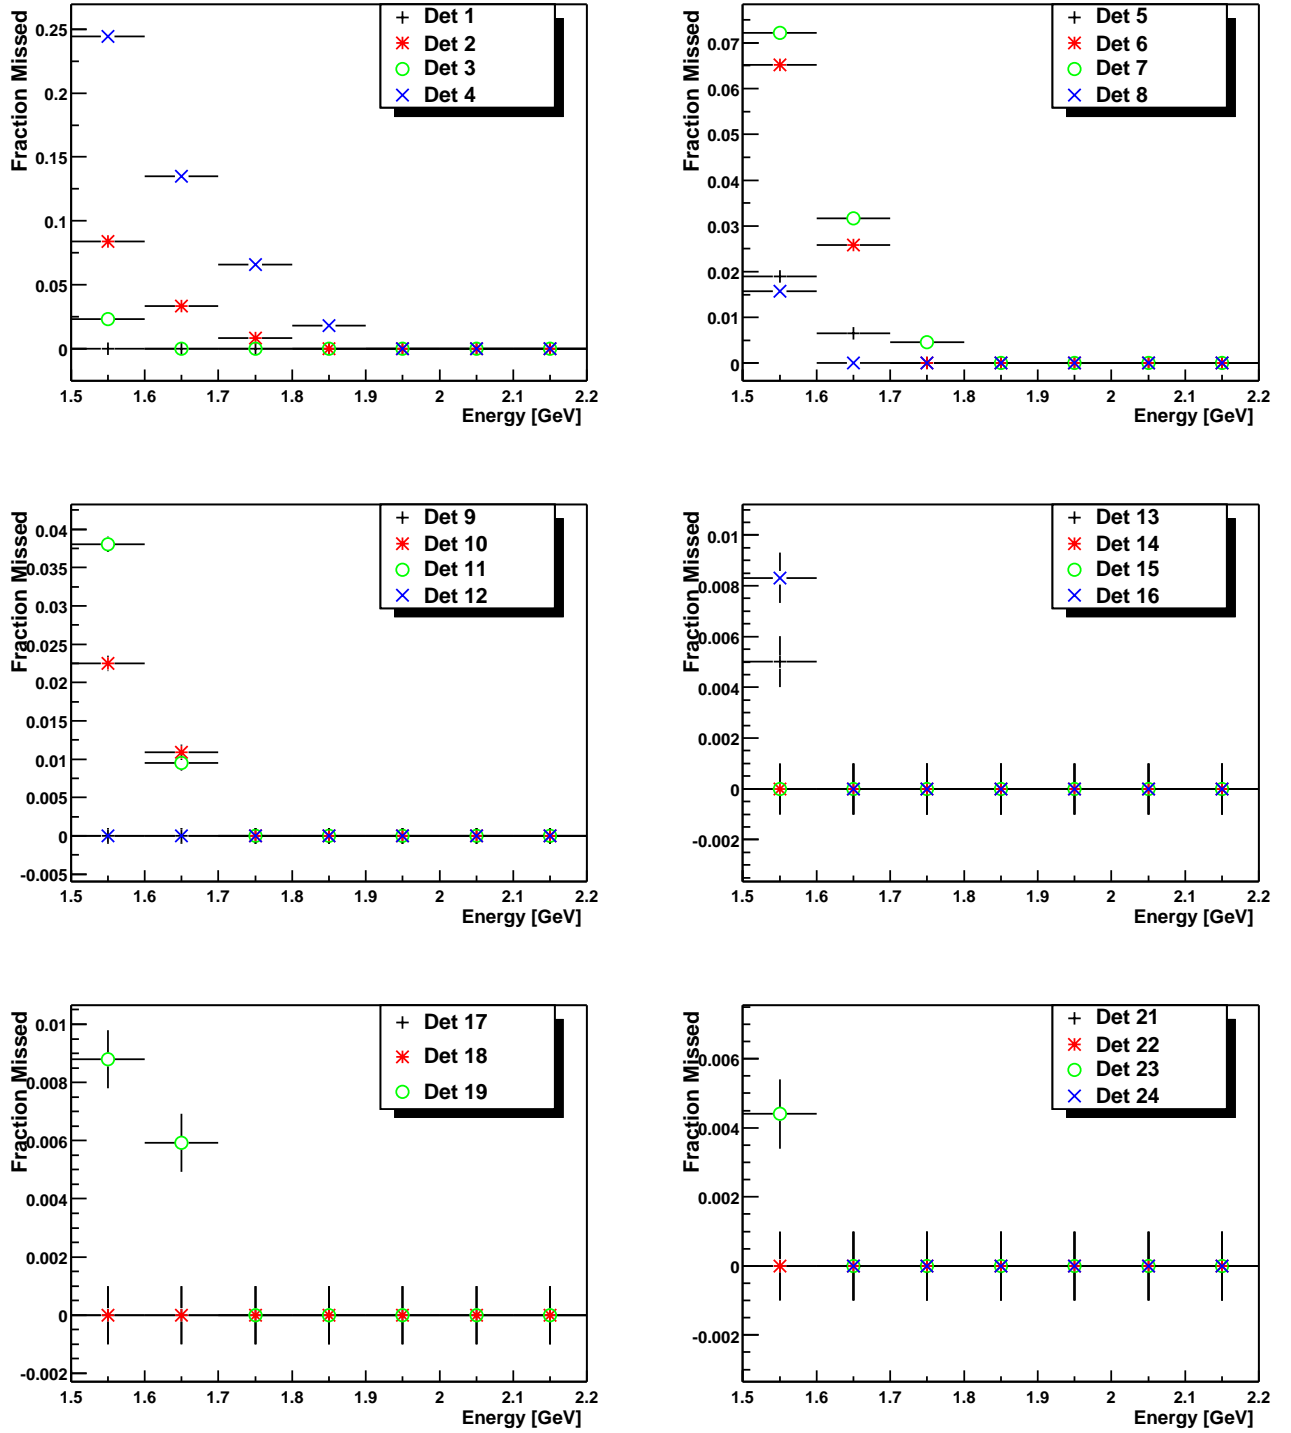 Fraction Missed
0.25
0.2
0.15
0.1
0.05
0
1.5 1.6 1.7 1.8 1.9 2 2.1 2.2
Energy [GeV]
Det 1
Det 2
Det 3
Det 4
Fraction Missed
0.07
0.06
0.05
0.04
0.03
0.02
0.01
0
1.5 1.6 1.7 1.8 1.9 2 2.1 2.2
Energy [GeV]
Det 5
Det 6
Det 7
Det 8
Fraction Missed
0.04
0.035
0.03
0.025
0.02
0.015
0.01
0.005
0
-0.005
1.5 1.6 1.7 1.8 1.9 2 2.1 2.2
Energy [GeV]
Det 9
Det 10
Det 11
Det 12
Fraction Missed
0.01
0.008
0.006
0.004
0.002
0
-0.002
1.5 1.6 1.7 1.8 1.9 2 2.1 2.2
Energy [GeV]
Det 13
Det 14
Det 15
Det 16
Fraction Missed
0.01
0.008
0.006
0.004
0.002
0
-0.002
1.5 1.6 1.7 1.8 1.9 2 2.1 2.2
Energy [GeV]
Det 17
Det 18
Det 19
Fraction Missed
0.006
0.004
0.002
0
-0.002
1.5 1.6 1.7 1.8 1.9 2 2.1 2.2
Energy [GeV]
Det 21
Det 22
Det 23
Det 24